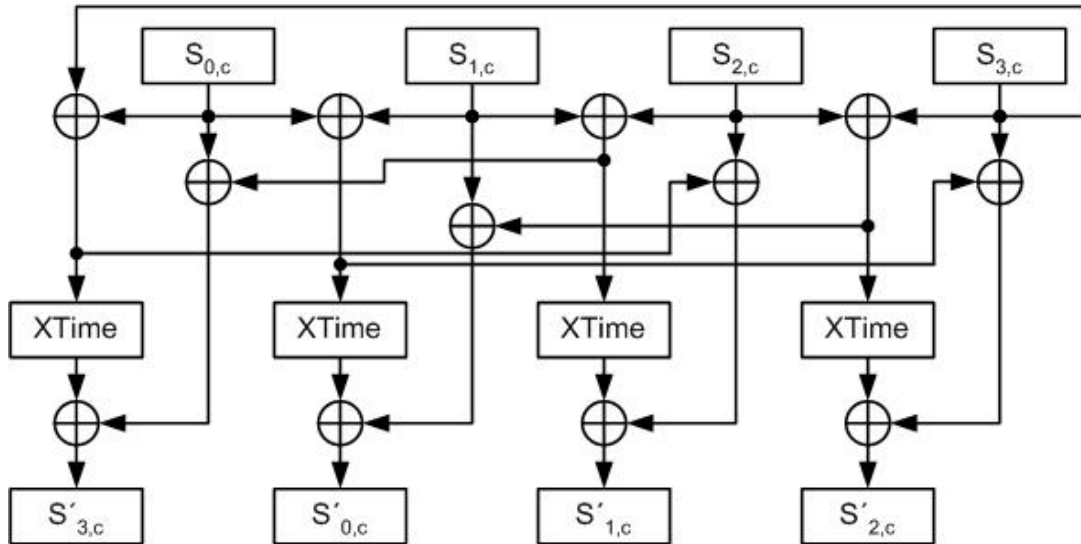 S0,c
S1,c
S2,c
S3,c
XTime
XTime
XTime
XTime
S´3,c
S´0,c
S´1,c
S´2,c